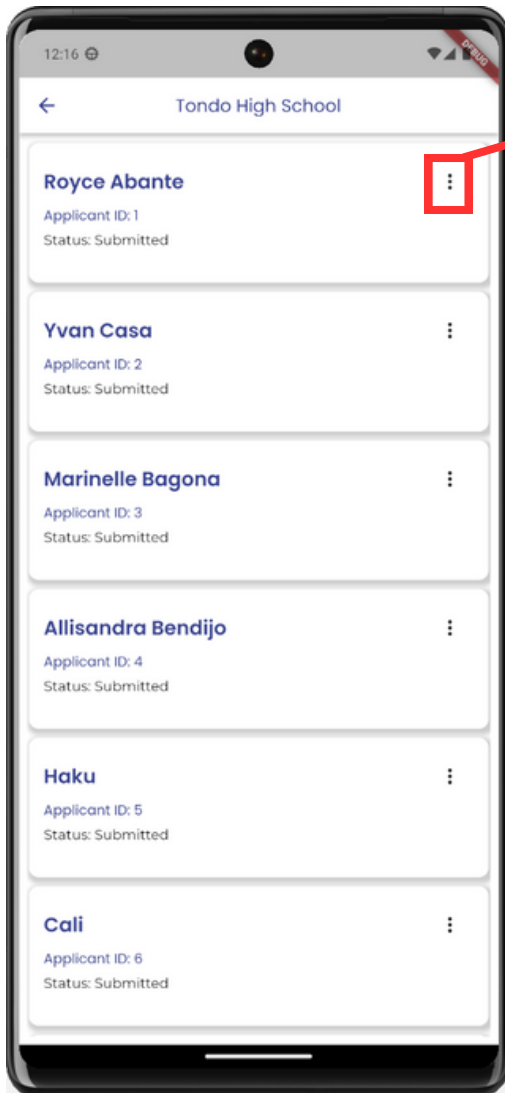 12:16
DEBUG
Tondo High School
Royce Abante
Applicant ID: 1
Status: Submitted
Yvan Casa
Applicant ID: 2
Status: Submitted
Marinelle Bagona
Applicant ID: 3
Status: Submitted
Allisandra Bendijo
Applicant ID: 4
Status: Submitted
Haku
Applicant ID: 5
Status: Submitted
Cali
Applicant ID: 6
Status: Submitted